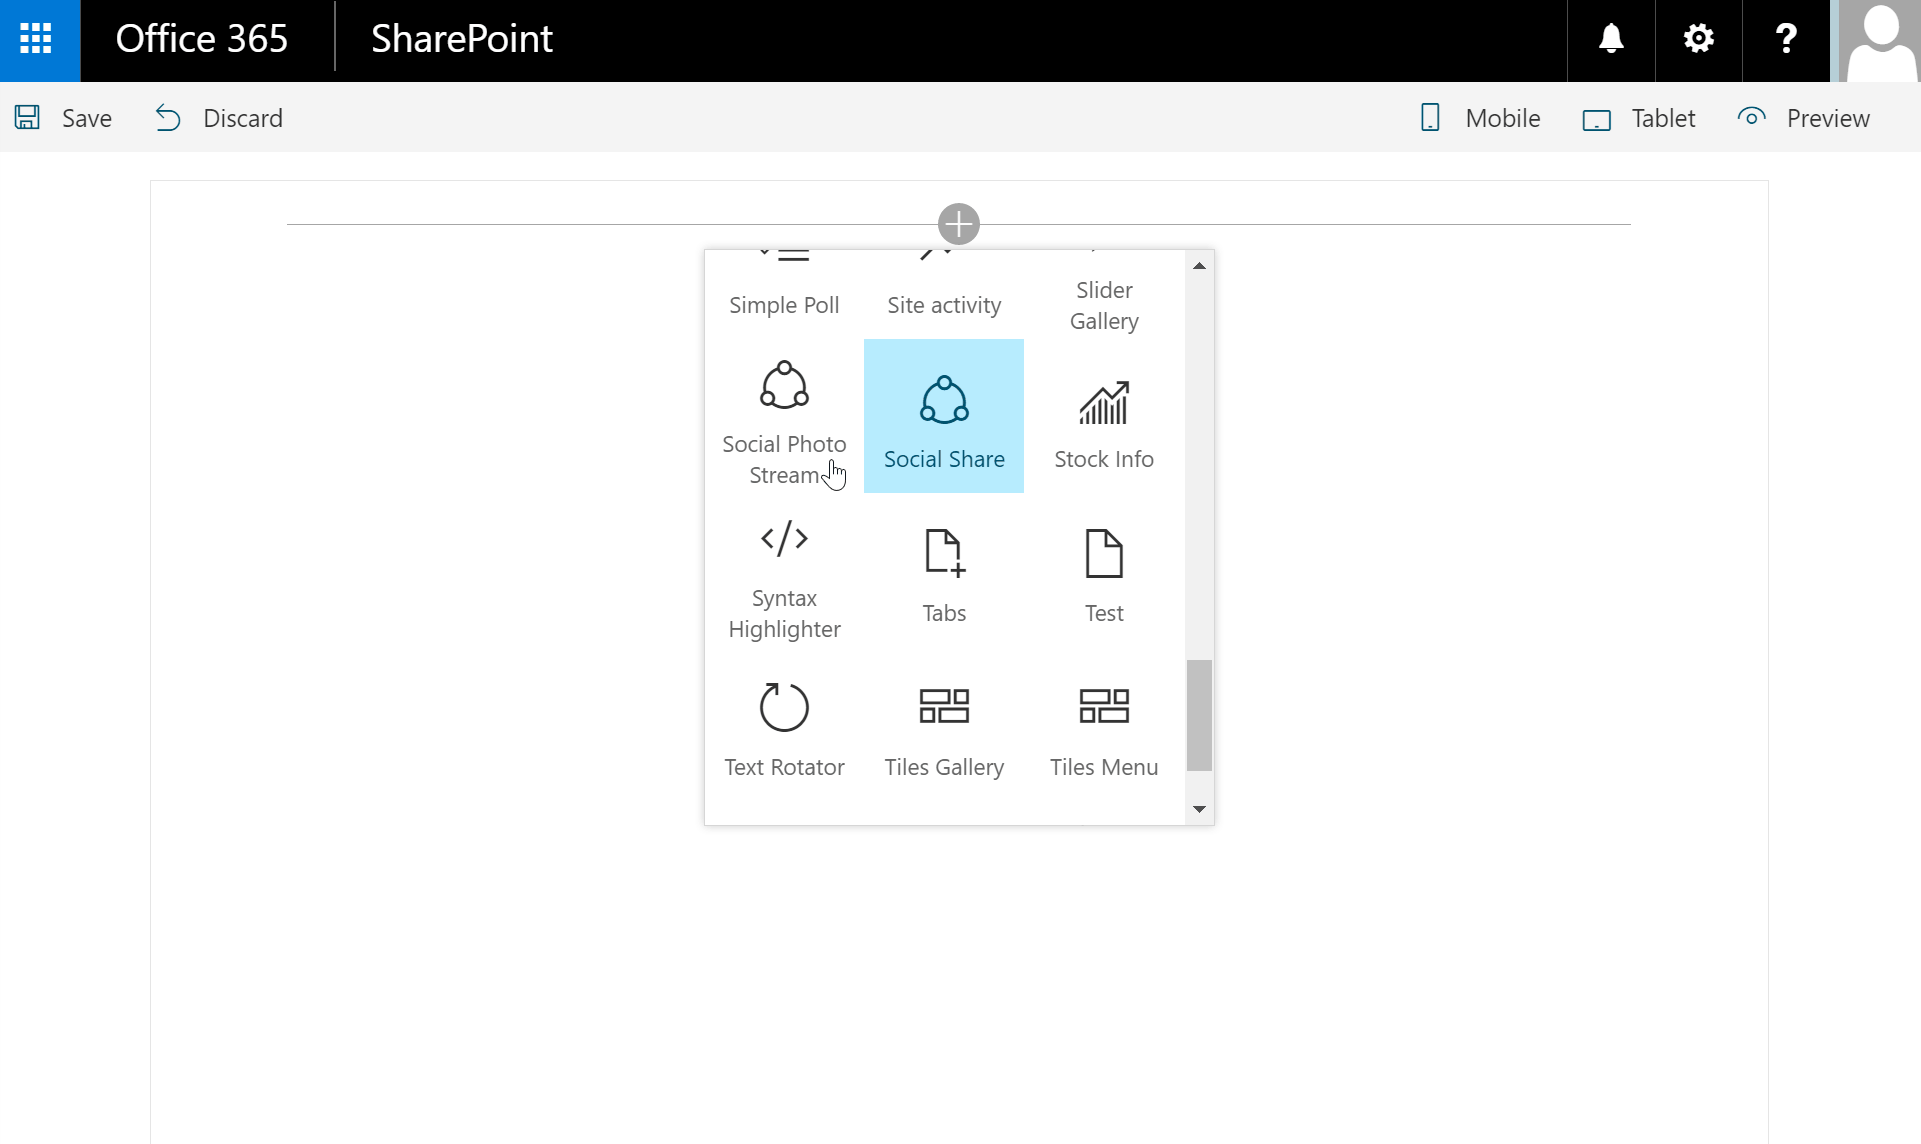 Office 365
SharePoint
Save
Discard
Mobile
Tablet
Preview
Simple Poll
Site activity
Slider
Gallery
Social Photo
Stream
Social Share
Stock Info
Syntax
Highlighter
Tabs
Test
Text Rotator
Tiles Gallery
Tiles Menu